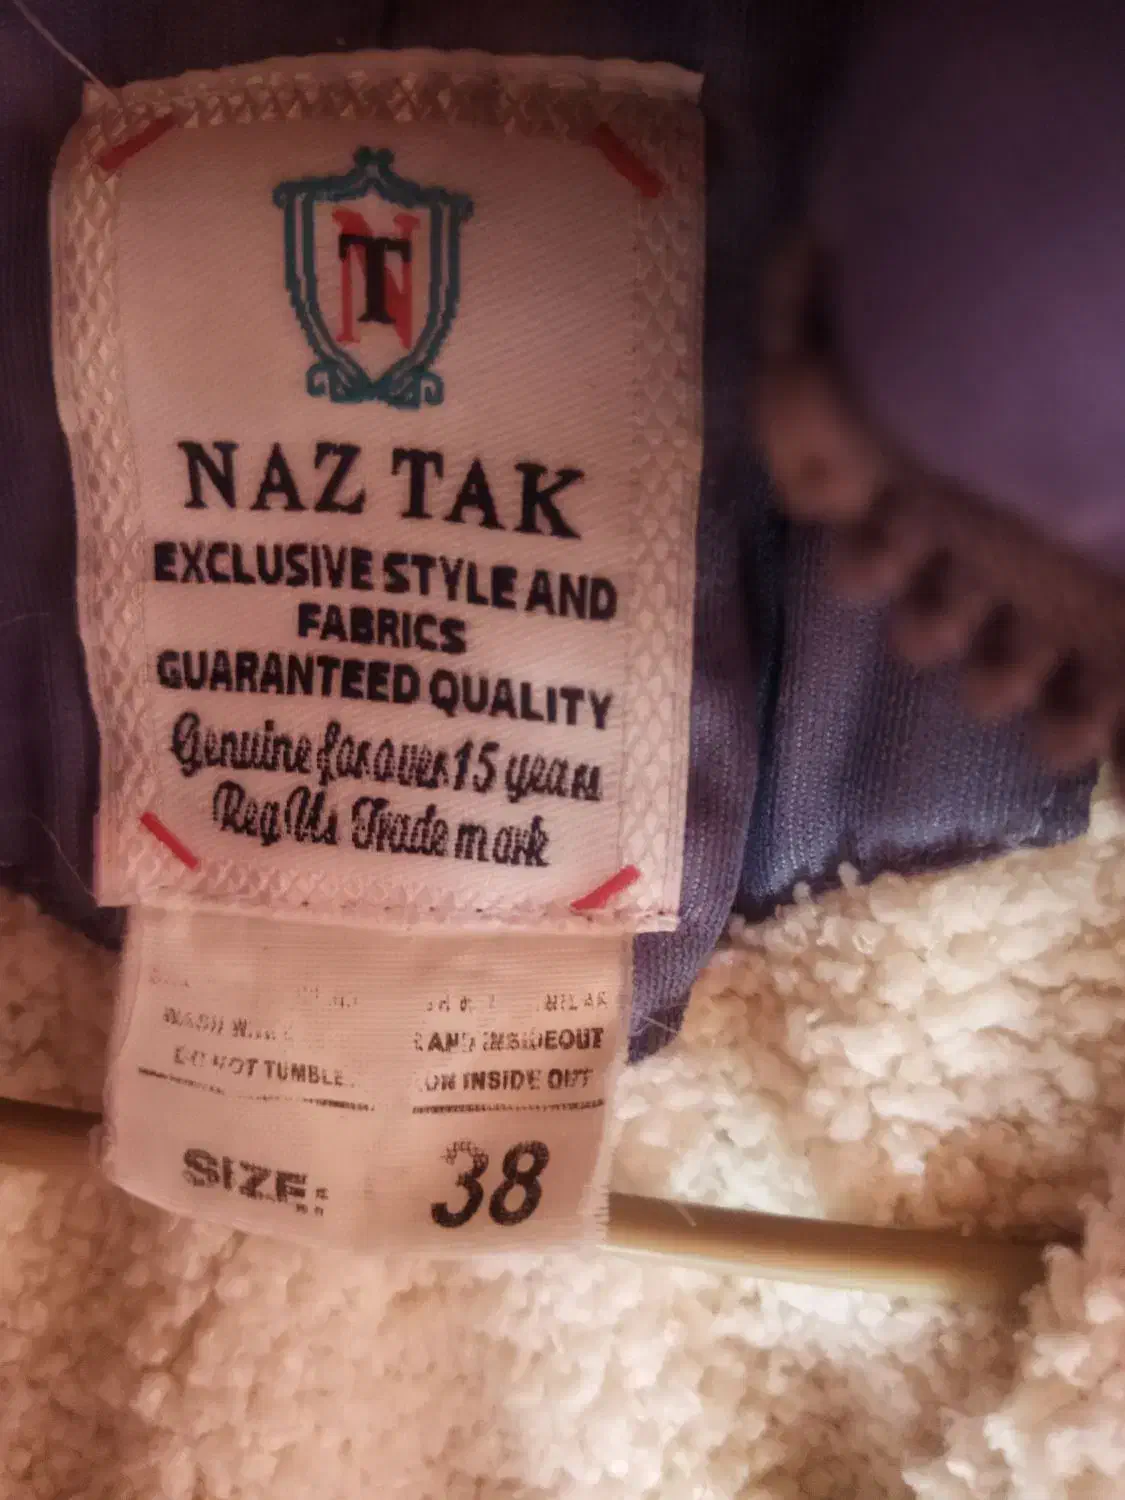 NT
NAZ TAK
EXCLUSIVE STYLE AND
FABRICS
GUARANTEED QUALITY
Genuine for over 15 years
Reg Us Trade mark
WASH
AND INSIDEOUT
DO NOT TUMBLE
ON INSIDE OUT
SIZE: 38